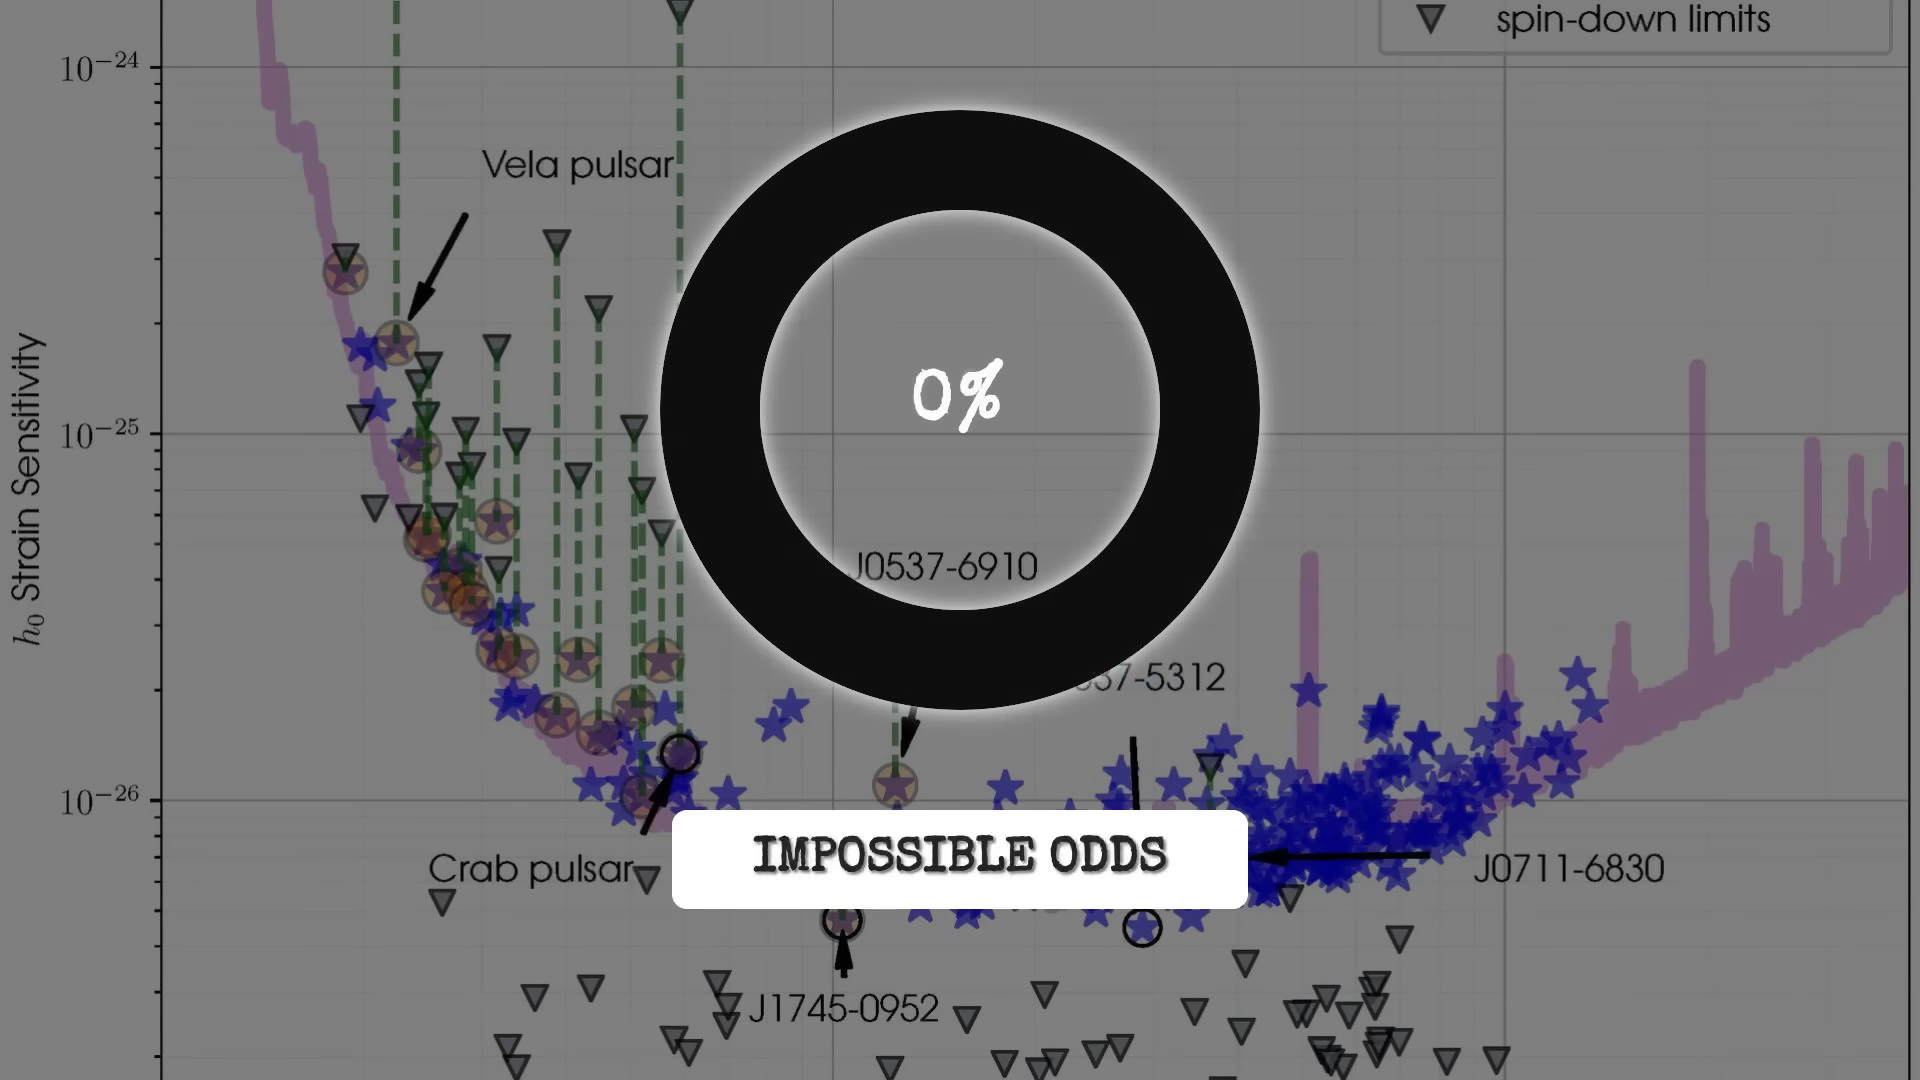 spin-down limits
10−24
Vela pulsar
h0 Strain Sensitivity
0%
10−25
J0537-6910
37-5312
10−26
IMPOSSIBLE ODDS
Crab pulsar
J0711-6830
J1745-0952